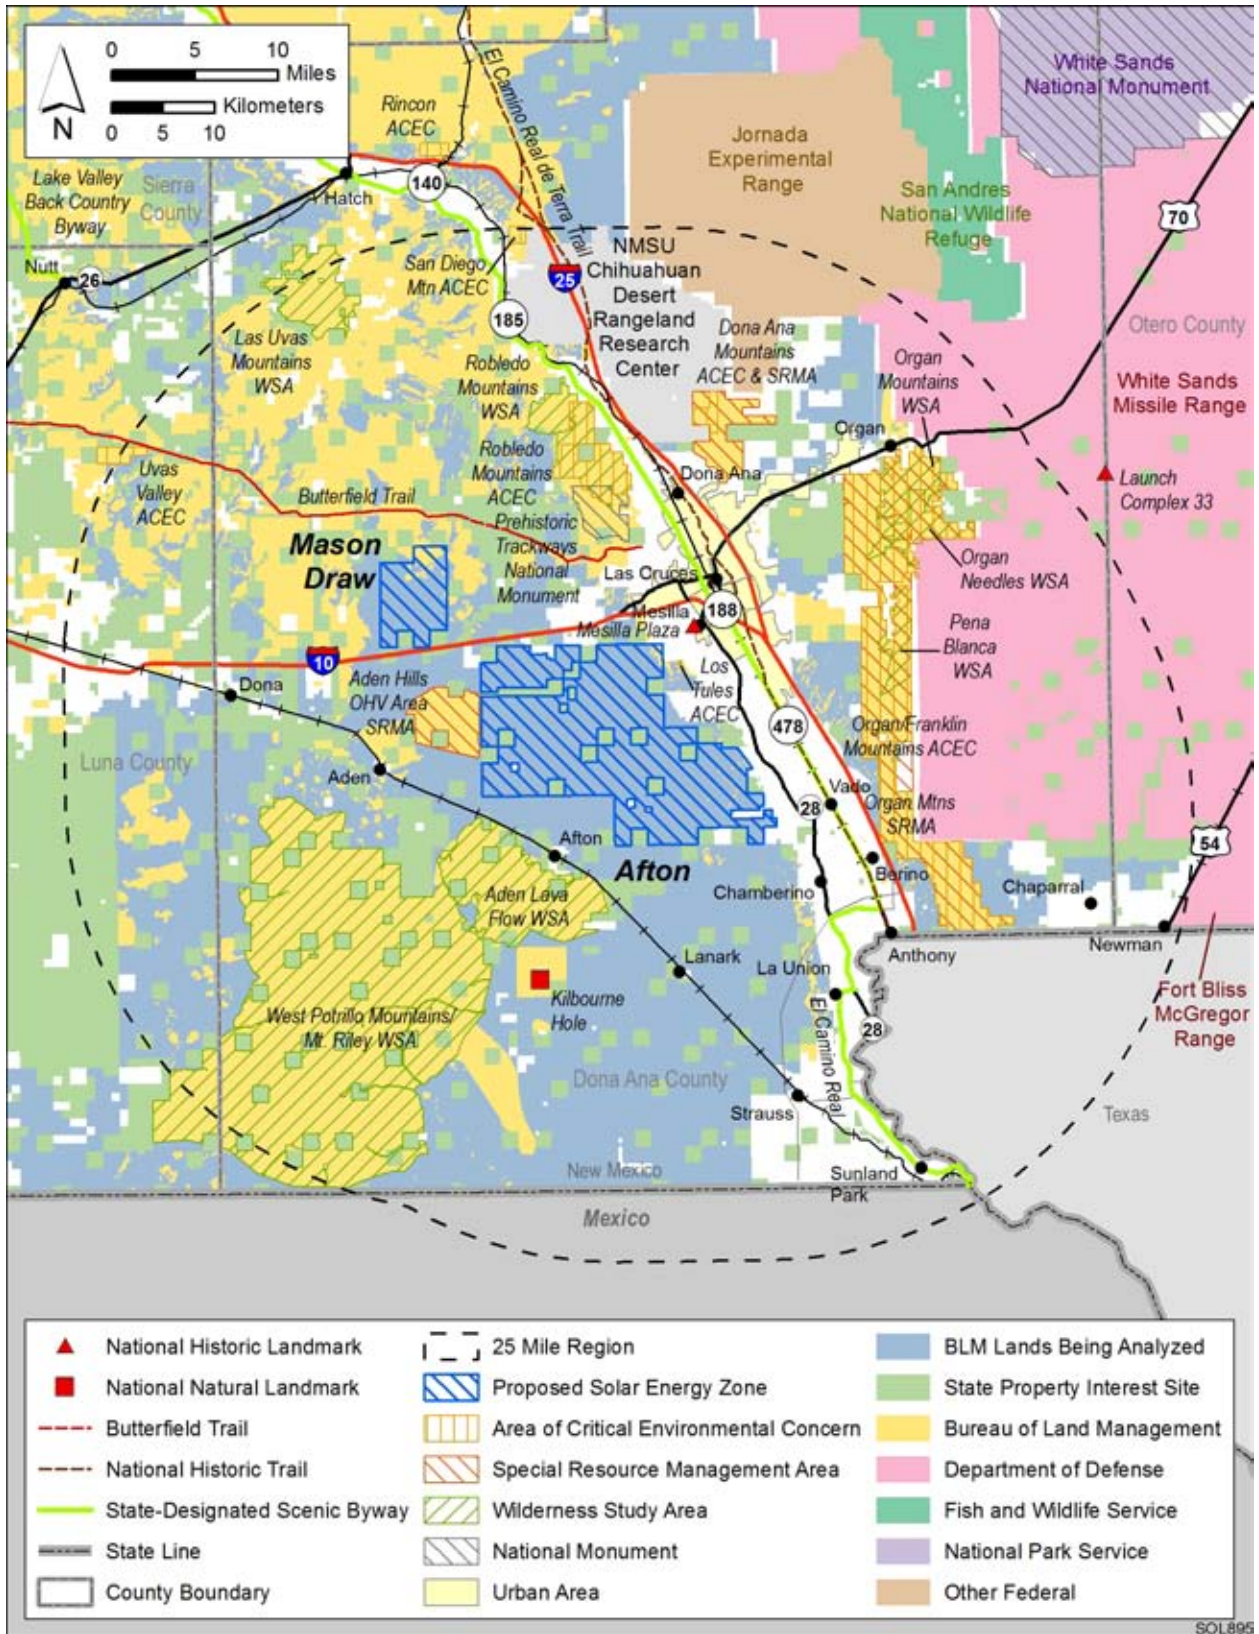 0 5 10
Miles
Kilometers
0 5 10
N
El Camino Real de Terra Trail
Rincon
ACEC
White Sands
National Monument
Jornada
Experimental
Range
San Andres
National Wildlife
Refuge
70
Lake Valley
Back Country
Byway
Sierra
County
Hatch
140
Nutt
26
San Diego
Mtn ACEC
25
NMSU
Chihuahuan
Desert
Rangeland
Research
Center
185
Las Uvas
Mountains
WSA
Robledo
Mountains
WSA
Dona Ana
Mountains
ACEC & SRMA
Organ
Mountains
WSA
Otero County
White Sands
Missile Range
Organ
Robledo
Mountains
ACEC
Dona Ana
Launch
Complex 33
Uvas
Valley
ACEC
Butterfield Trail
Prehistoric
Trackways
National
Monument
Mason
Draw
Organ
Needles WSA
Las Cruces
188
Mesilla
Mesilla Plaza
Pena
Blanca
WSA
10
Dona
Aden Hills
OHV Area
SRMA
Los
Tules
ACEC
478
Organ/Franklin
Mountains ACEC
Luna County
Aden
Vado
28
Organ Mtns
SRMA
54
Afton
Afton
Berino
Chamberino
Chaparral
Aden Lava
Flow WSA
Anthony
Newman
Lanark
La Union
Kilbourne
Hole
El Camino Real
28
Fort Bliss
McGregor
Range
West Potrillo Mountains/
Mt. Riley WSA
Dona Ana County
Strauss
Texas
New Mexico
Sunland
Park
Mexico
National Historic Landmark
National Natural Landmark
Butterfield Trail
National Historic Trail
State-Designated Scenic Byway
State Line
County Boundary
25 Mile Region
Proposed Solar Energy Zone
Area of Critical Environmental Concern
Special Resource Management Area
Wilderness Study Area
National Monument
Urban Area
BLM Lands Being Analyzed
State Property Interest Site
Bureau of Land Management
Department of Defense
Fish and Wildlife Service
National Park Service
Other Federal
SOL895